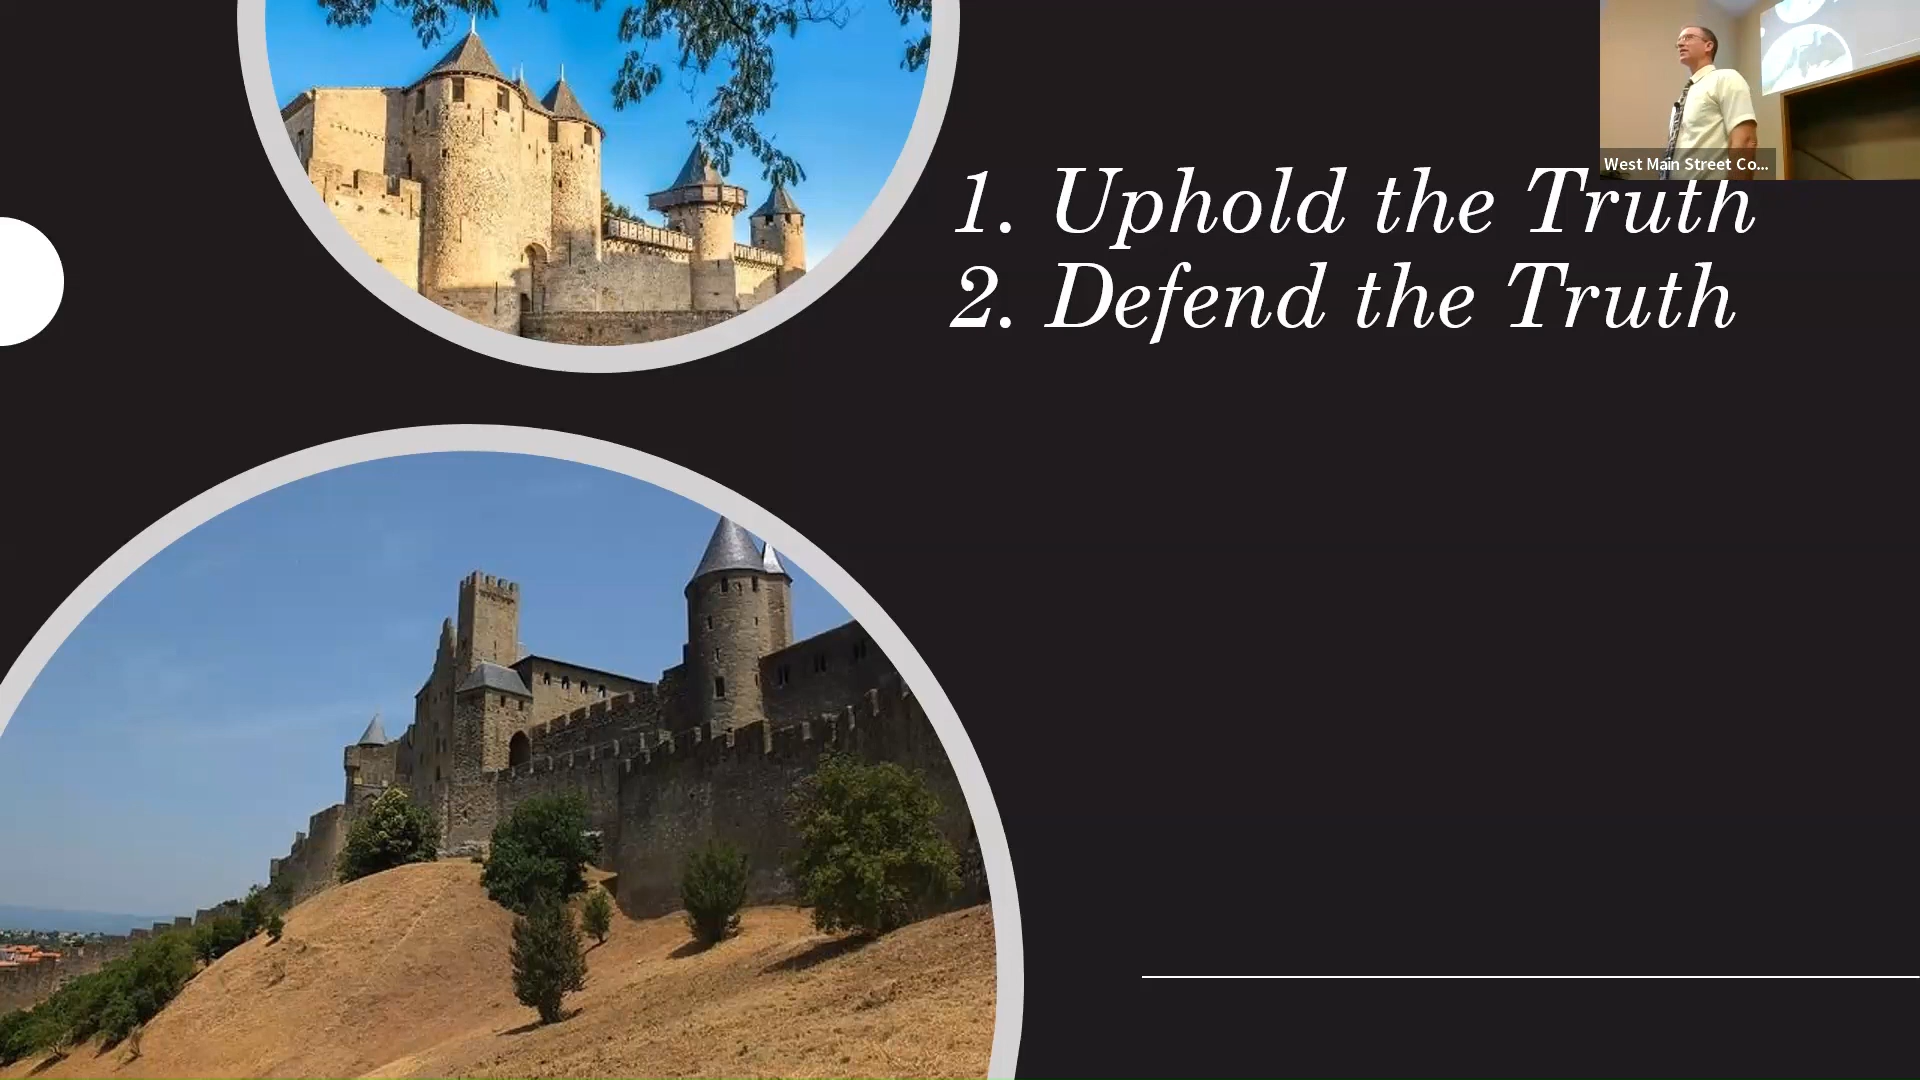 West Main Street Co...
1. Uphold the Truth
2. Defend the Truth